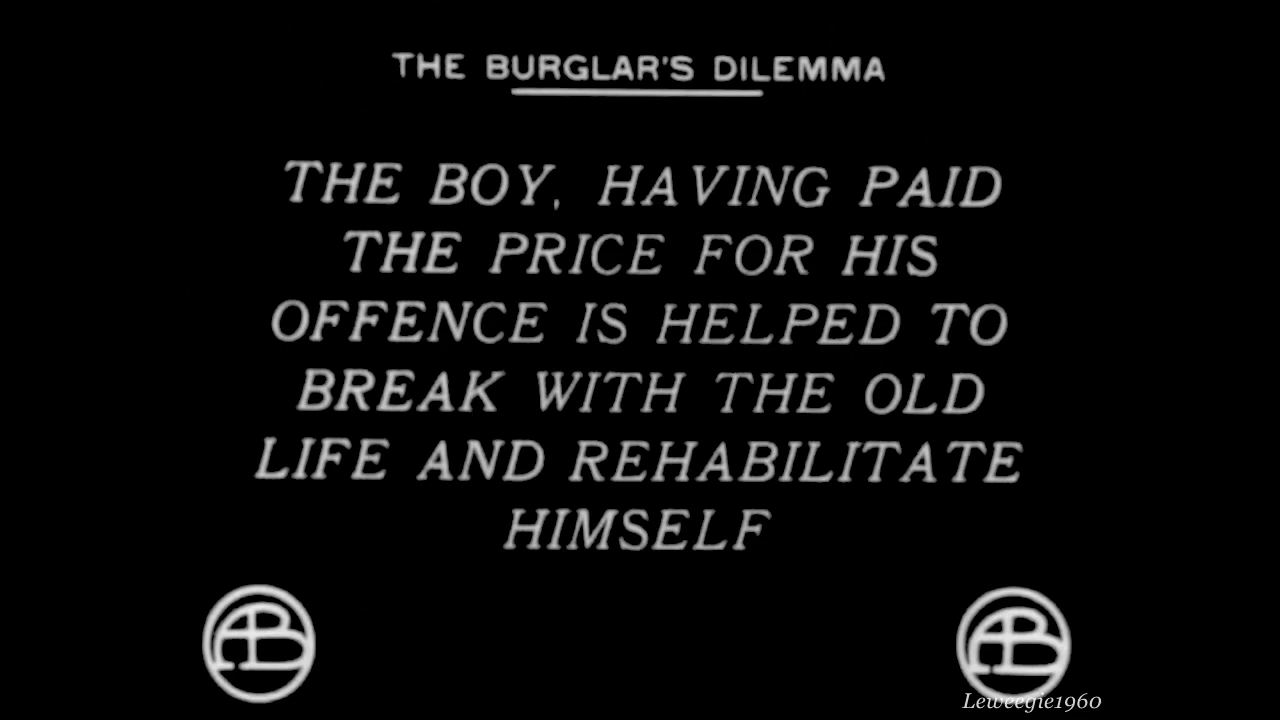 THE BURGLAR'S DILEMMA
THE BOY, HAVING PAID
THE PRICE FOR HIS
OFFENCE IS HELPED TO
BREAK WITH THE OLD
LIFE AND REHABILITATE
HIMSELF
AB AB
Leweegie1960